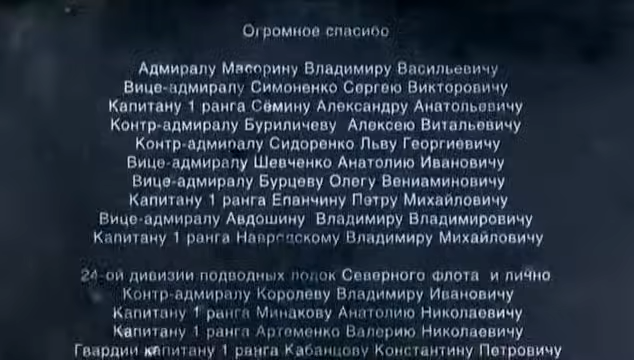 Огромное спасибо
Адмиралу Масорину Владимиру Васильевичу
Вице-адмиралу Симоненко Сергею Викторовичу
Капитану 1 ранга Сёмину Александру Анатольевичу
Контр-адмиралу Буриличеву Алексею Витальевичу
Контр-адмиралу Сидоренко Льву Георгиевичу
Вице-адмиралу Шевченко Анатолию Ивановичу
Вице-адмиралу Бурцеву Олегу Вениаминовичу
Капитану 1 ранга Епанчину Петру Михайловичу
Вице-адмиралу Авдошину Владимиру Владимировичу
Капитану 1 ранга Навродскому Владимиру Михайловичу
24-ой дивизии подводных лодок Северного флота и лично
Контр-адмиралу Королеву Владимиру Ивановичу
Капитану 1 ранга Минакову Анатолию Николаевичу
Капитану 1 ранга Артеменко Валерию Николаевичу
Гвардии капитану 1 ранга Кабанцову Константину Петровичу